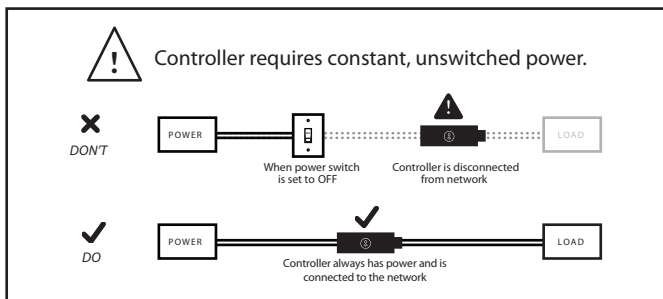 !
Controller requires constant, unswitched power.
DON'T
POWER
!
LOAD
When power switch
is set to OFF
Controller is disconnected
from network
DO
POWER
LOAD
Controller always has power and is
connected to the network